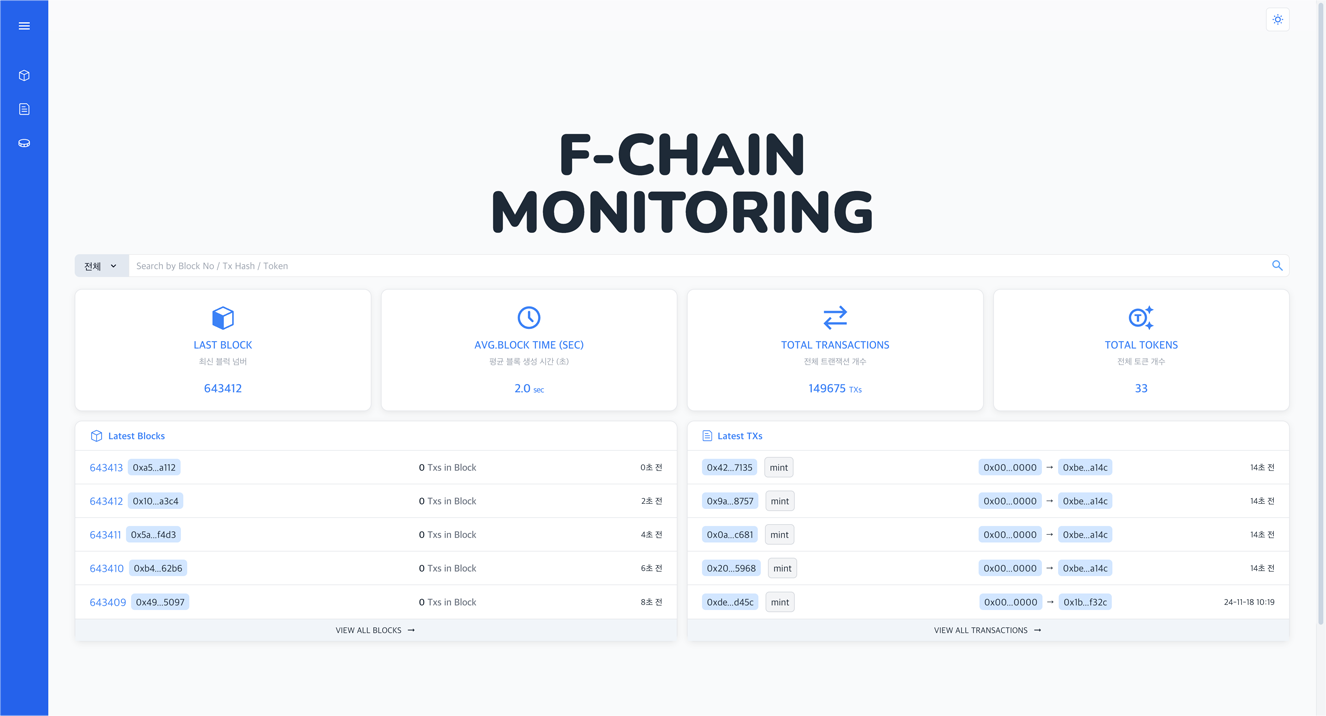 F-CHAIN
MONITORING
전체 Search by Block No / Tx Hash / Token
LAST BLOCK
최신 블럭 넘버
643412
AVG.BLOCK TIME (SEC)
평균 블록 생성 시간 (초)
2.0 sec
TOTAL TRANSACTIONS
전체 트랜잭션 개수
149675 TXs
TOTAL TOKENS
전체 토큰 개수
33
Latest Blocks
643413 0xa5...a112 0 Txs in Block 0초 전
643412 0x10...a3c4 0 Txs in Block 2초 전
643411 0x5a...f4d3 0 Txs in Block 4초 전
643410 0xb4...62b6 0 Txs in Block 6초 전
643409 0x49...5097 0 Txs in Block 8초 전
VIEW ALL BLOCKS →
Latest TXs
0x42...7135 mint 0x00...0000 → 0xbe...a14c 14초 전
0x9a...8757 mint 0x00...0000 → 0xbe...a14c 14초 전
0x0a...c681 mint 0x00...0000 → 0xbe...a14c 14초 전
0x20...5968 mint 0x00...0000 → 0xbe...a14c 14초 전
0xde...d45c mint 0x00...0000 → 0x1b...f32c 24-11-18 10:19
VIEW ALL TRANSACTIONS →